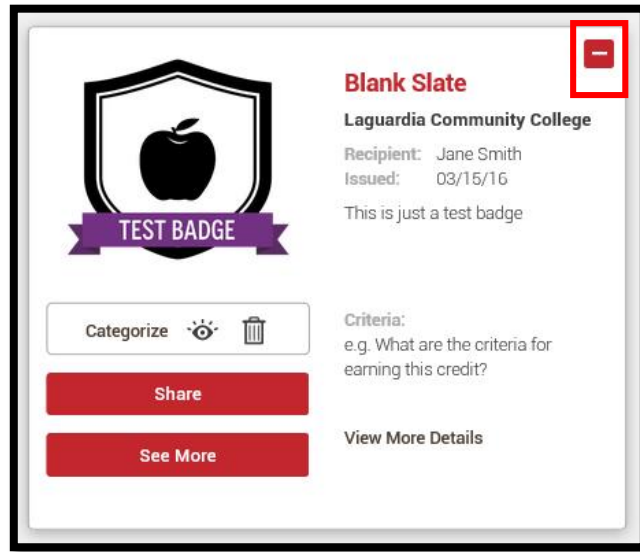 TEST BADGE
Categorize
Share
See More
Blank Slate
Laguardia Community College
Recipient: Jane Smith
Issued: 03/15/16
This is just a test badge
Criteria:
e.g. What are the criteria for
earning this credit?
View More Details